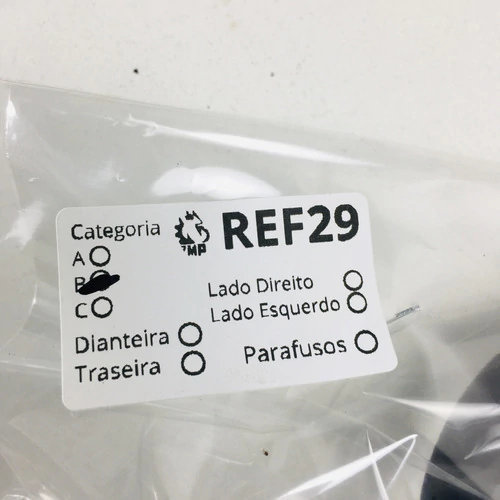 Categoria
MP
REF29
A
B
C
Lado Direito
Lado Esquerdo
Dianteira
Traseira
Parafusos